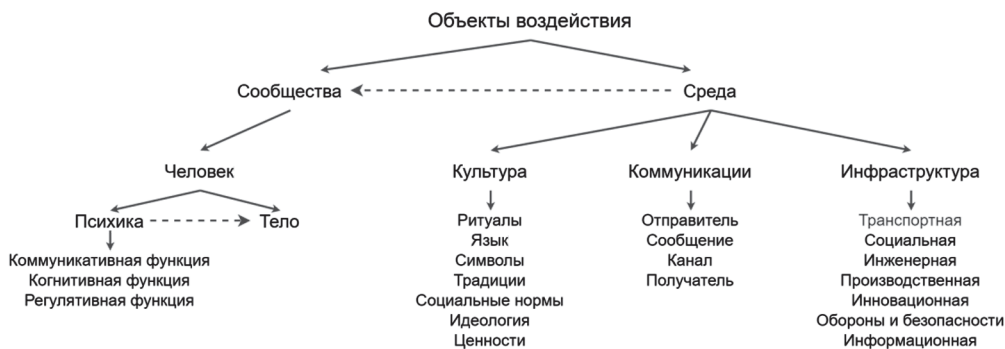 Объекты воздействия
Сообщества
Среда
Человек
Культура
Коммуникации
Инфраструктура
Психика
Тело
Коммуникативная функция
Когнитивная функция
Регулятивная функция
Ритуалы
Язык
Символы
Традиции
Социальные нормы
Идеология
Ценности
Отправитель
Сообщение
Канал
Получатель
Транспортная
Социальная
Инженерная
Производственная
Инновационная
Обороны и безопасности
Информационная